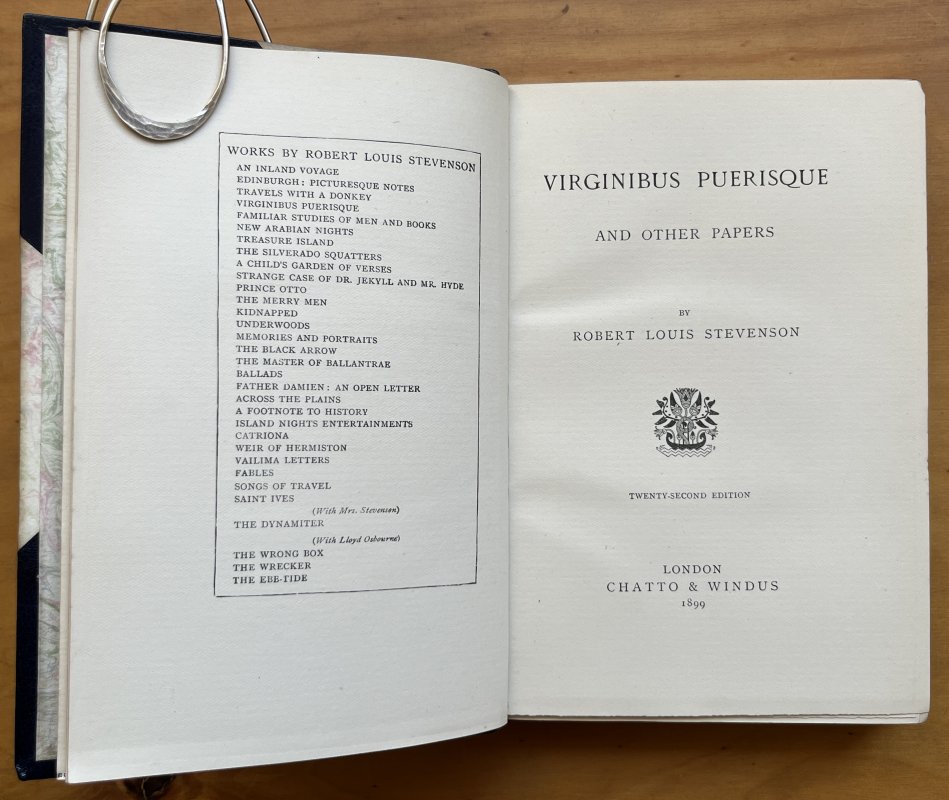 WORKS BY ROBERT LOUIS STEVENSON
AN INLAND VOYAGE
EDINBURGH: PICTURESQUE NOTES
TRAVELS WITH A DONKEY
VIRGINIBUS PUERISQUE
FAMILIAR STUDIES OF MEN AND BOOKS
NEW ARABIAN NIGHTS
TREASURE ISLAND
THE SILVERADO SQUATTERS
A CHILD'S GARDEN OF VERSES
STRANGE CASE OF DR. JEKYLL AND MR. HYDE
PRINCE OTTO
THE MERRY MEN
KIDNAPPED
UNDERWOODS
MEMORIES AND PORTRAITS
THE BLACK ARROW
THE MASTER OF BALLANTRAE
BALLADS
FATHER DAMIEN: AN OPEN LETTER
ACROSS THE PLAINS
A FOOTNOTE TO HISTORY
ISLAND NIGHTS ENTERTAINMENTS
CATRIONA
WEIR OF HERMISTON
VAILIMA LETTERS
FABLES
SONGS OF TRAVEL
SAINT IVES
(With Mrs. Stevenson)
THE DYNAMITER
(With Lloyd Osbourne)
THE WRONG BOX
THE WRECKER
THE EBB-TIDE
VIRGINIBUS PUERISQUE
AND OTHER PAPERS
BY
ROBERT LOUIS STEVENSON
TWENTY-SECOND EDITION
LONDON
CHATTO & WINDUS
1899